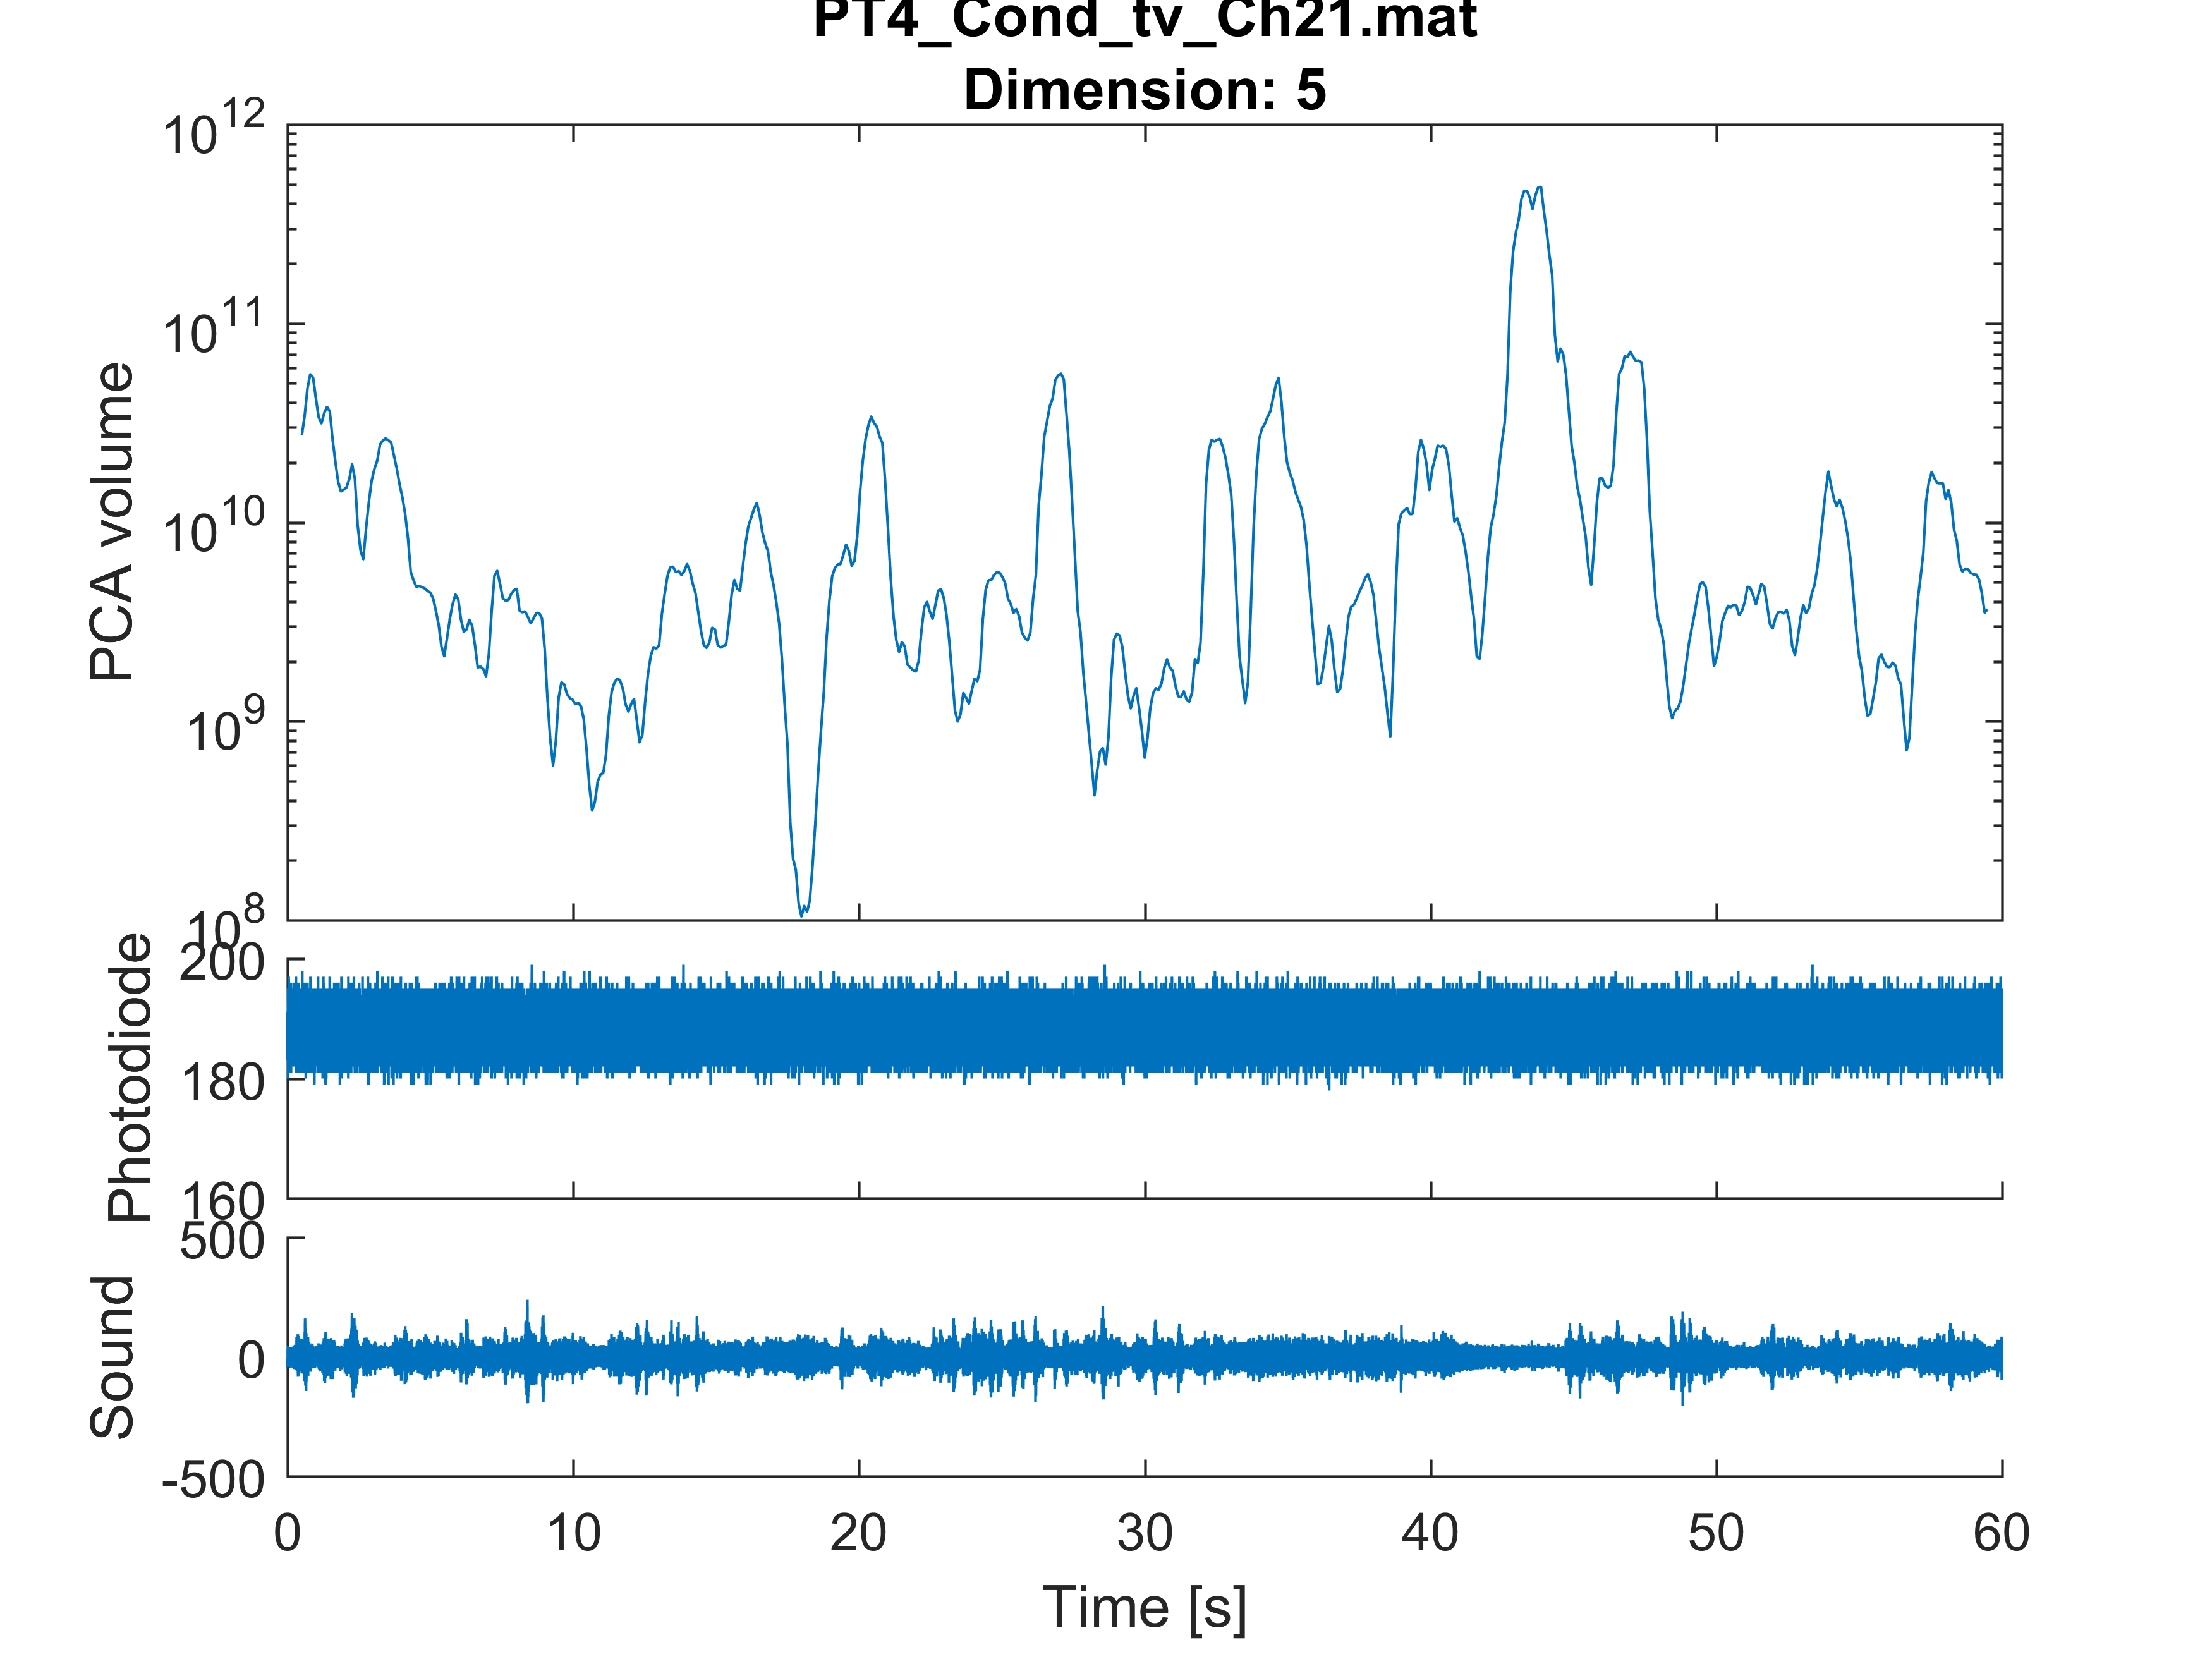 PT4_Cond_tv_Ch21.mat
Dimension: 5
10^12
10^11
10^10
10^9
10^8
PCA volume
200
180
160
Photodiode
500
0
-500
Sound
0 10 20 30 40 50 60
Time [s]